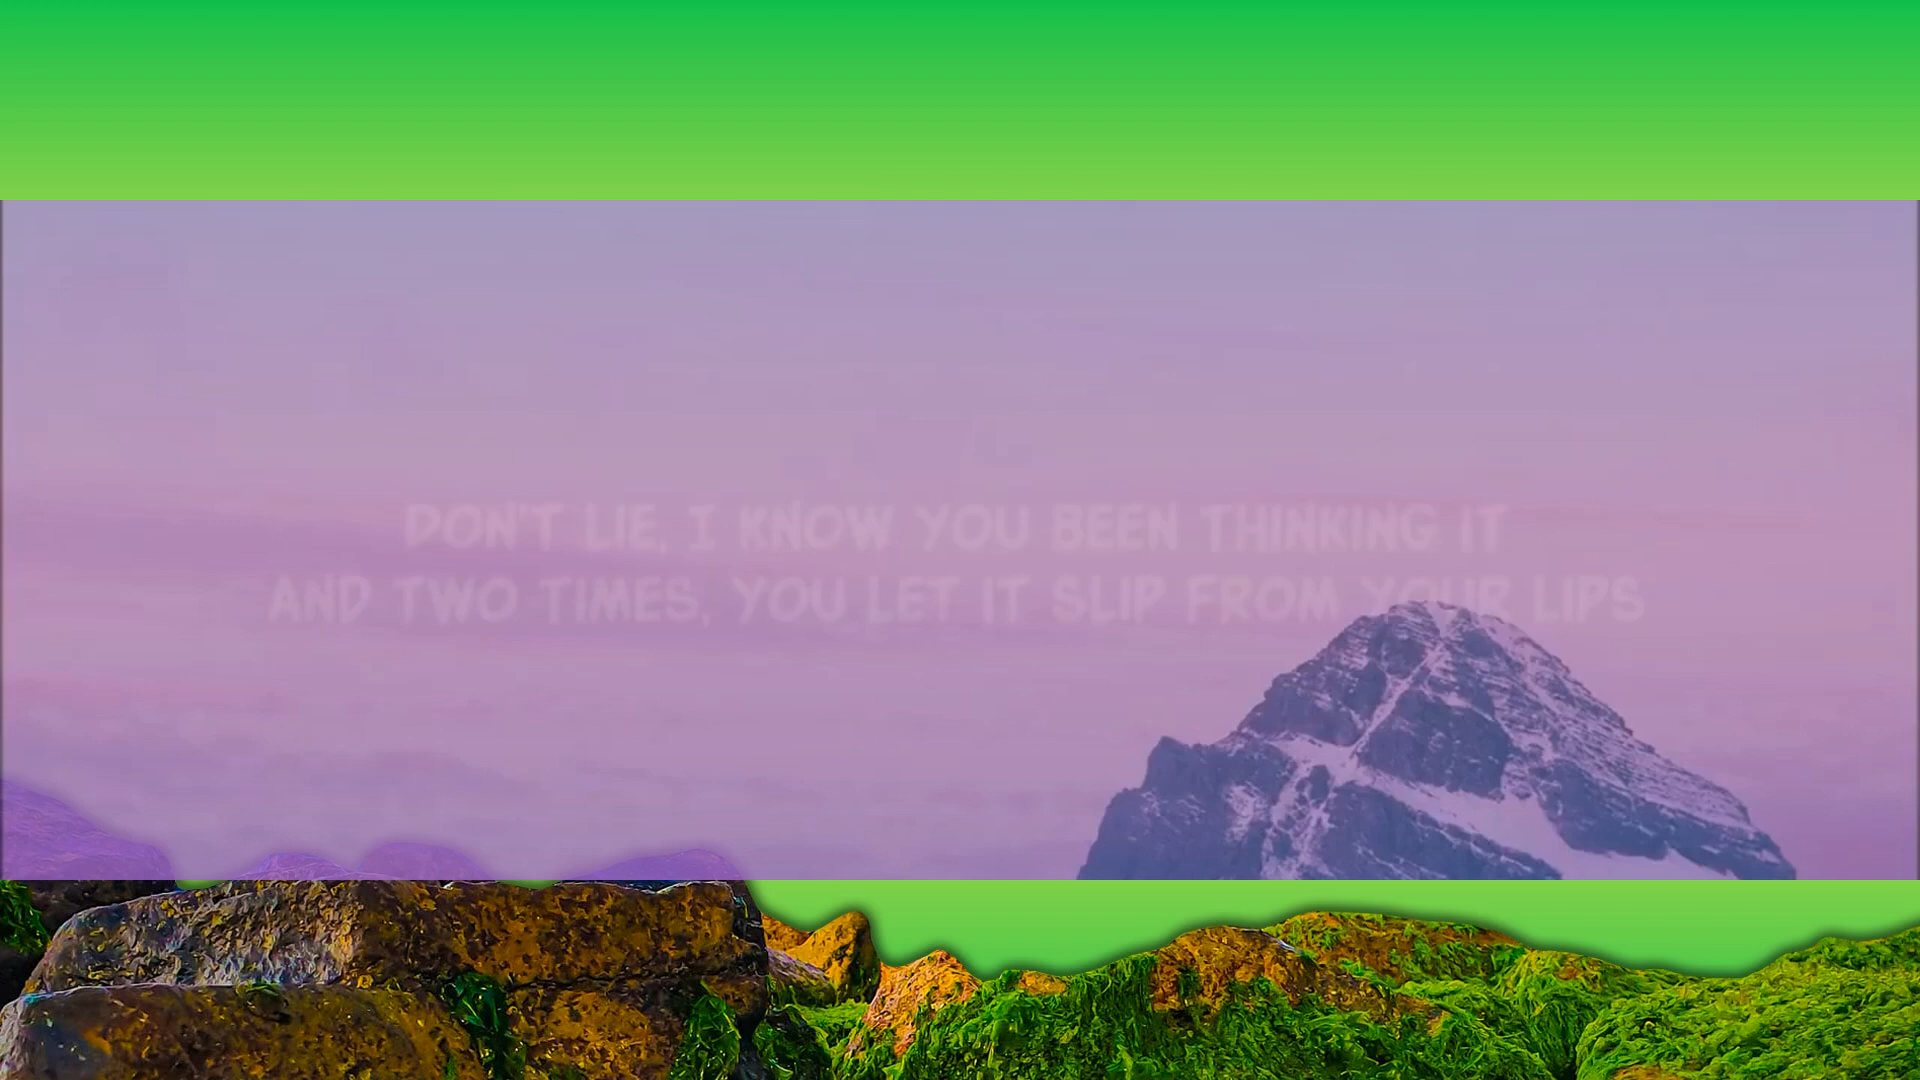 DON'T LIE, I KNOW YOU BEEN THINKING IT
AND TWO TIMES, YOU LET IT SLIP FROM YOUR LIPS